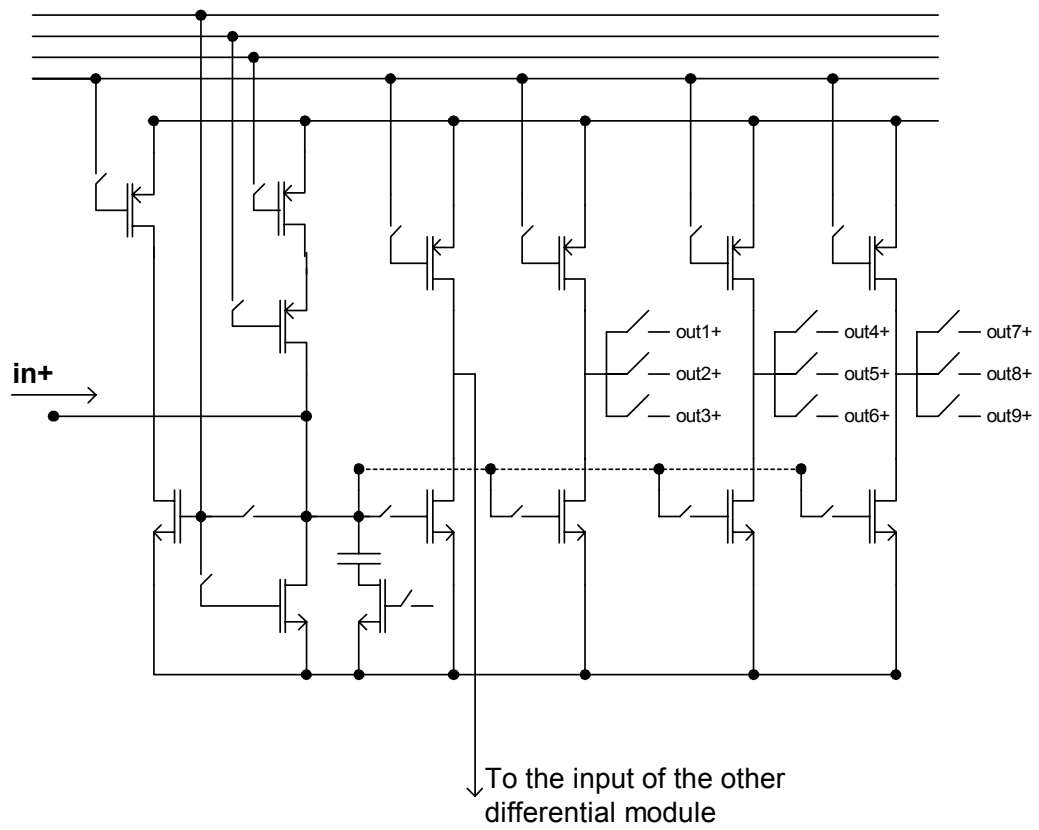 out1+
out4+
out7+
in+
out2+
out5+
out8+
out3+
out6+
out9+
To the input of the other
differential module